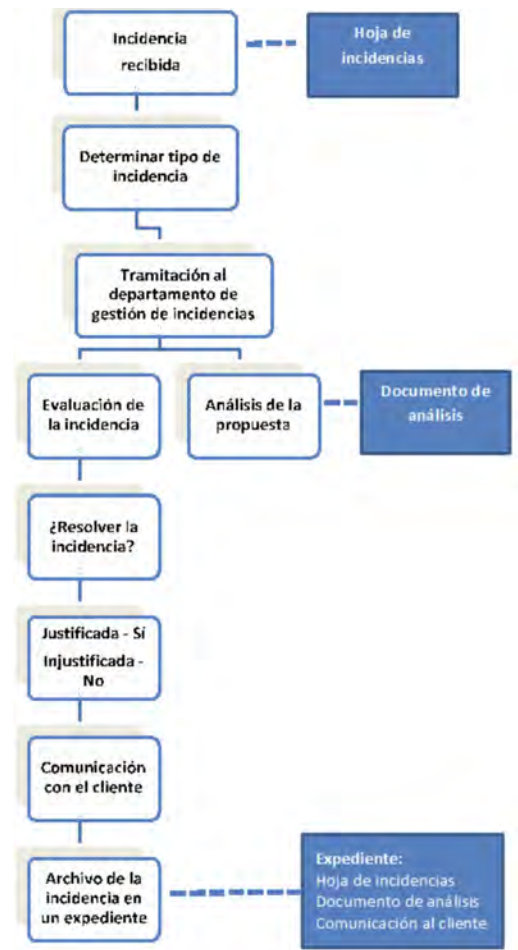 Incidencia
recibida
Hoja de
incidencias
Determinar tipo de
incidencia
Tramitación al
departamento de
gestión de incidencias
Evaluación de
la incidencia
Análisis de la
propuesta
Documento de
análisis
¿Resolver la
incidencia?
Justificada - Sí
Injustificada -
No
Comunicación
con el cliente
Archivo de la
incidencia en
un expediente
Expediente:
Hoja de incidencias
Documento de análisis
Comunicación al cliente